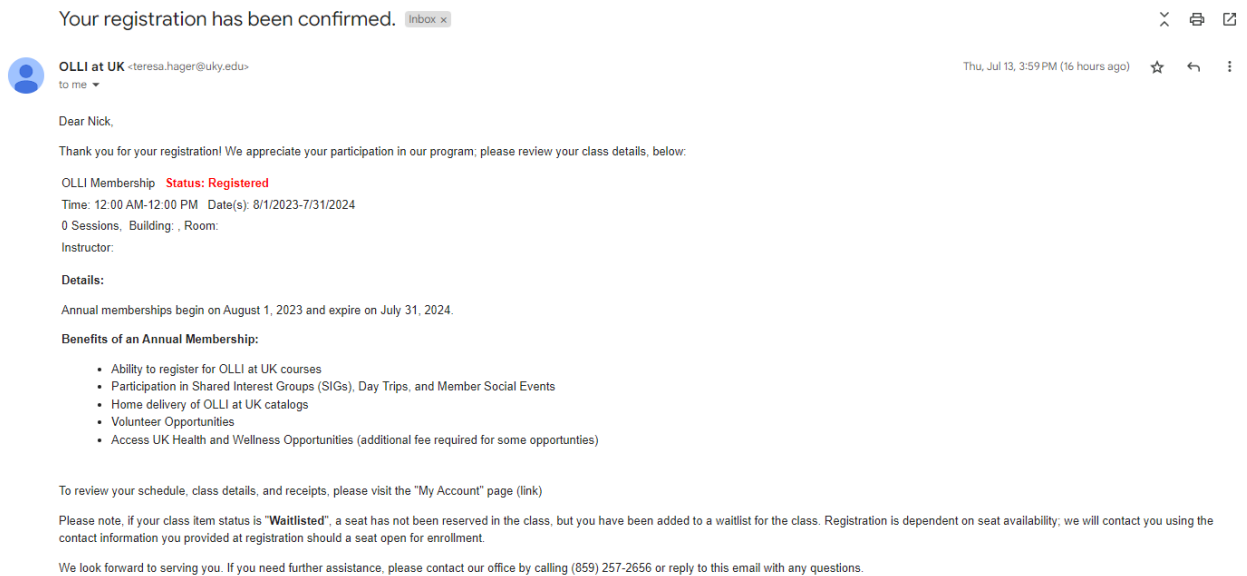 Your registration has been confirmed. Inbox ×
OLLI at UK <teresa.hager@uky.edu>
Thu, Jul 13, 3:59 PM (16 hours ago)
to me
Dear Nick,
Thank you for your registration! We appreciate your participation in our program; please review your class details, below:
OLLI Membership Status: Registered
Time: 12:00 AM-12:00 PM Date(s): 8/1/2023-7/31/2024
0 Sessions, Building: , Room:
Instructor:
Details:
Annual memberships begin on August 1, 2023 and expire on July 31, 2024.
Benefits of an Annual Membership:
• Ability to register for OLLI at UK courses
• Participation in Shared Interest Groups (SIGs), Day Trips, and Member Social Events
• Home delivery of OLLI at UK catalogs
• Volunteer Opportunities
• Access UK Health and Wellness Opportunities (additional fee required for some opportunties)
To review your schedule, class details, and receipts, please visit the "My Account" page (link)
Please note, if your class item status is "Waitlisted", a seat has not been reserved in the class, but you have been added to a waitlist for the class. Registration is dependent on seat availability; we will contact you using the
contact information you provided at registration should a seat open for enrollment.
We look forward to serving you. If you need further assistance, please contact our office by calling (859) 257-2656 or reply to this email with any questions.